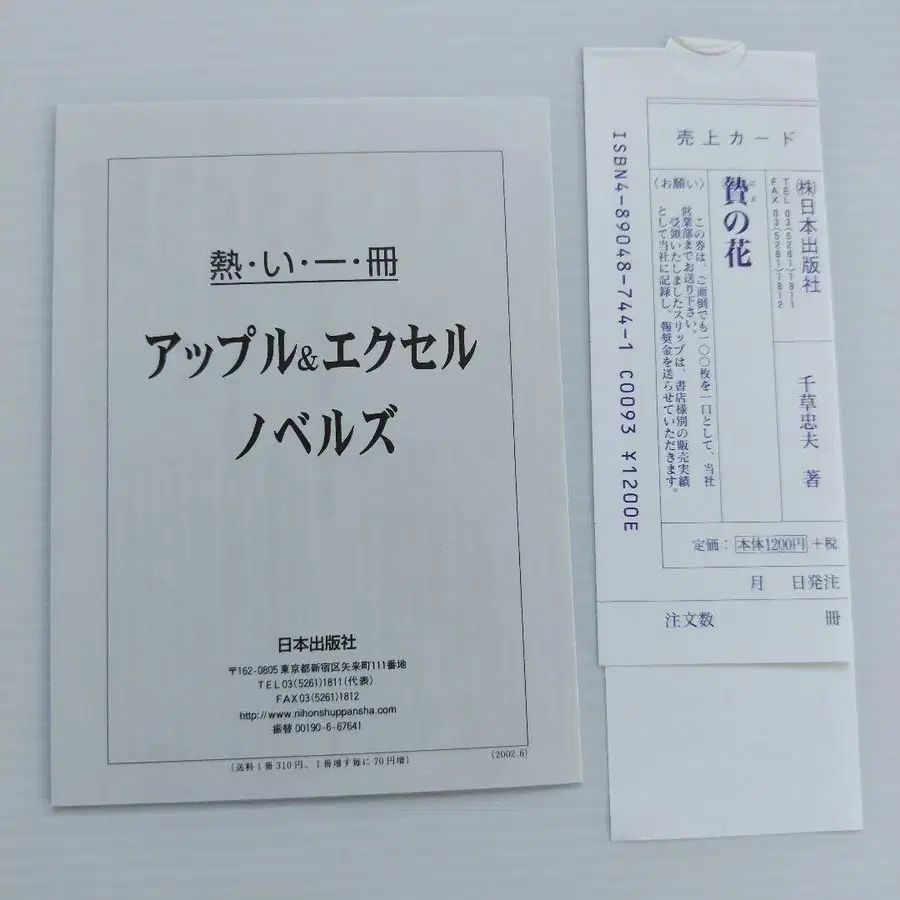 熱・い・一・冊
アップル&エクセル
ノベルズ
日本出版社
〒162-0805 東京都新宿区矢来町111番地
TEL 03(5261)1811(代表)
FAX 03(5261)1812
http://www.nihonshuppansha.com
振替 00190-6-67641
(2002.6)
(送料1冊310円、1冊増す毎に70円増)
売上カード
㈱日本出版社
TEL 03(5261)1811
FAX 03(5261)1812
千草忠夫 著
贄の花
にえ
〈お願い〉
この券は、ご面倒でも一〇〇枚を一口として、当社
営業部までお送り下さい。
受領いたしましたスリップは、書店様別の販売実績
として当社に記録し、報奨金を送らせていただきます。
ISBN4-89048-744-1 C0093 ¥1200E
定価：本体1200円+税
月 日発注
注文数 冊